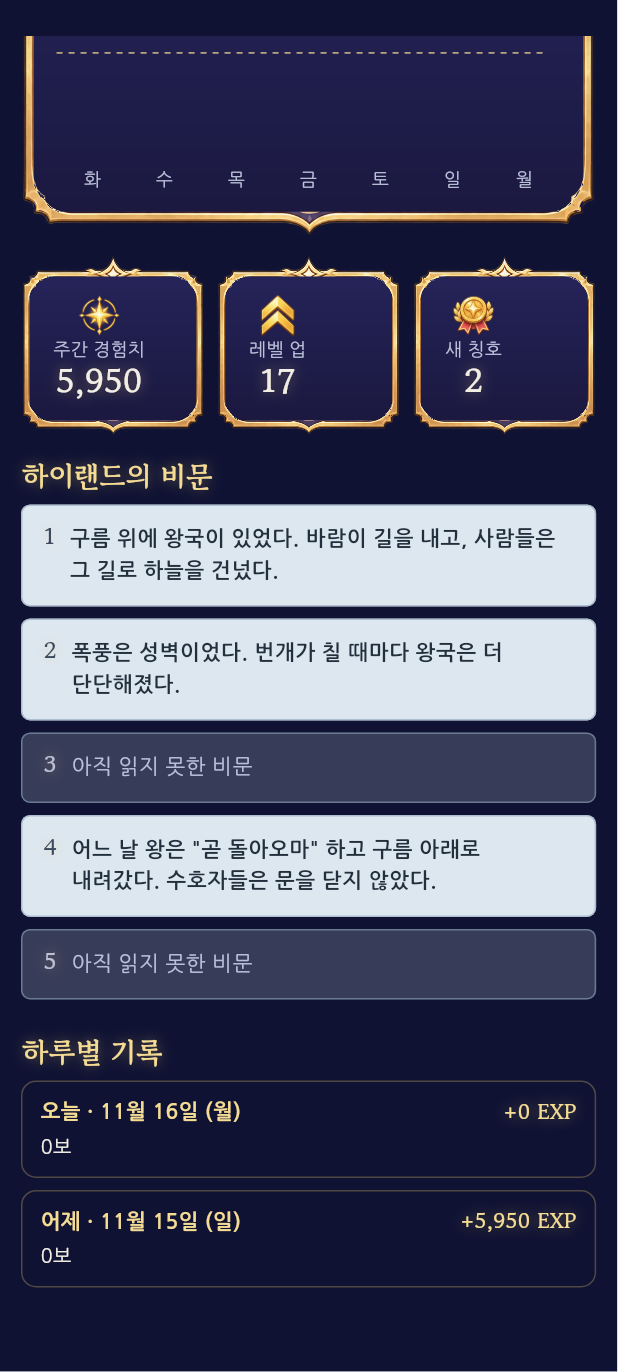 화 수 목 금 토 일 월
주간 경험치 레벨 업 새 칭호
5,950 17 2
하이랜드의 비문
1 구름 위에 왕국이 있었다. 바람이 길을 내고, 사람들은
그 길로 하늘을 건넜다.
2 폭풍은 성벽이었다. 번개가 칠 때마다 왕국은 더
단단해졌다.
3 아직 읽지 못한 비문
4 어느 날 왕은 "곧 돌아오마" 하고 구름 아래로
내려갔다. 수호자들은 문을 닫지 않았다.
5 아직 읽지 못한 비문
하루별 기록
오늘 · 11월 16일 (월) +0 EXP
0보
어제 · 11월 15일 (일) +5,950 EXP
0보